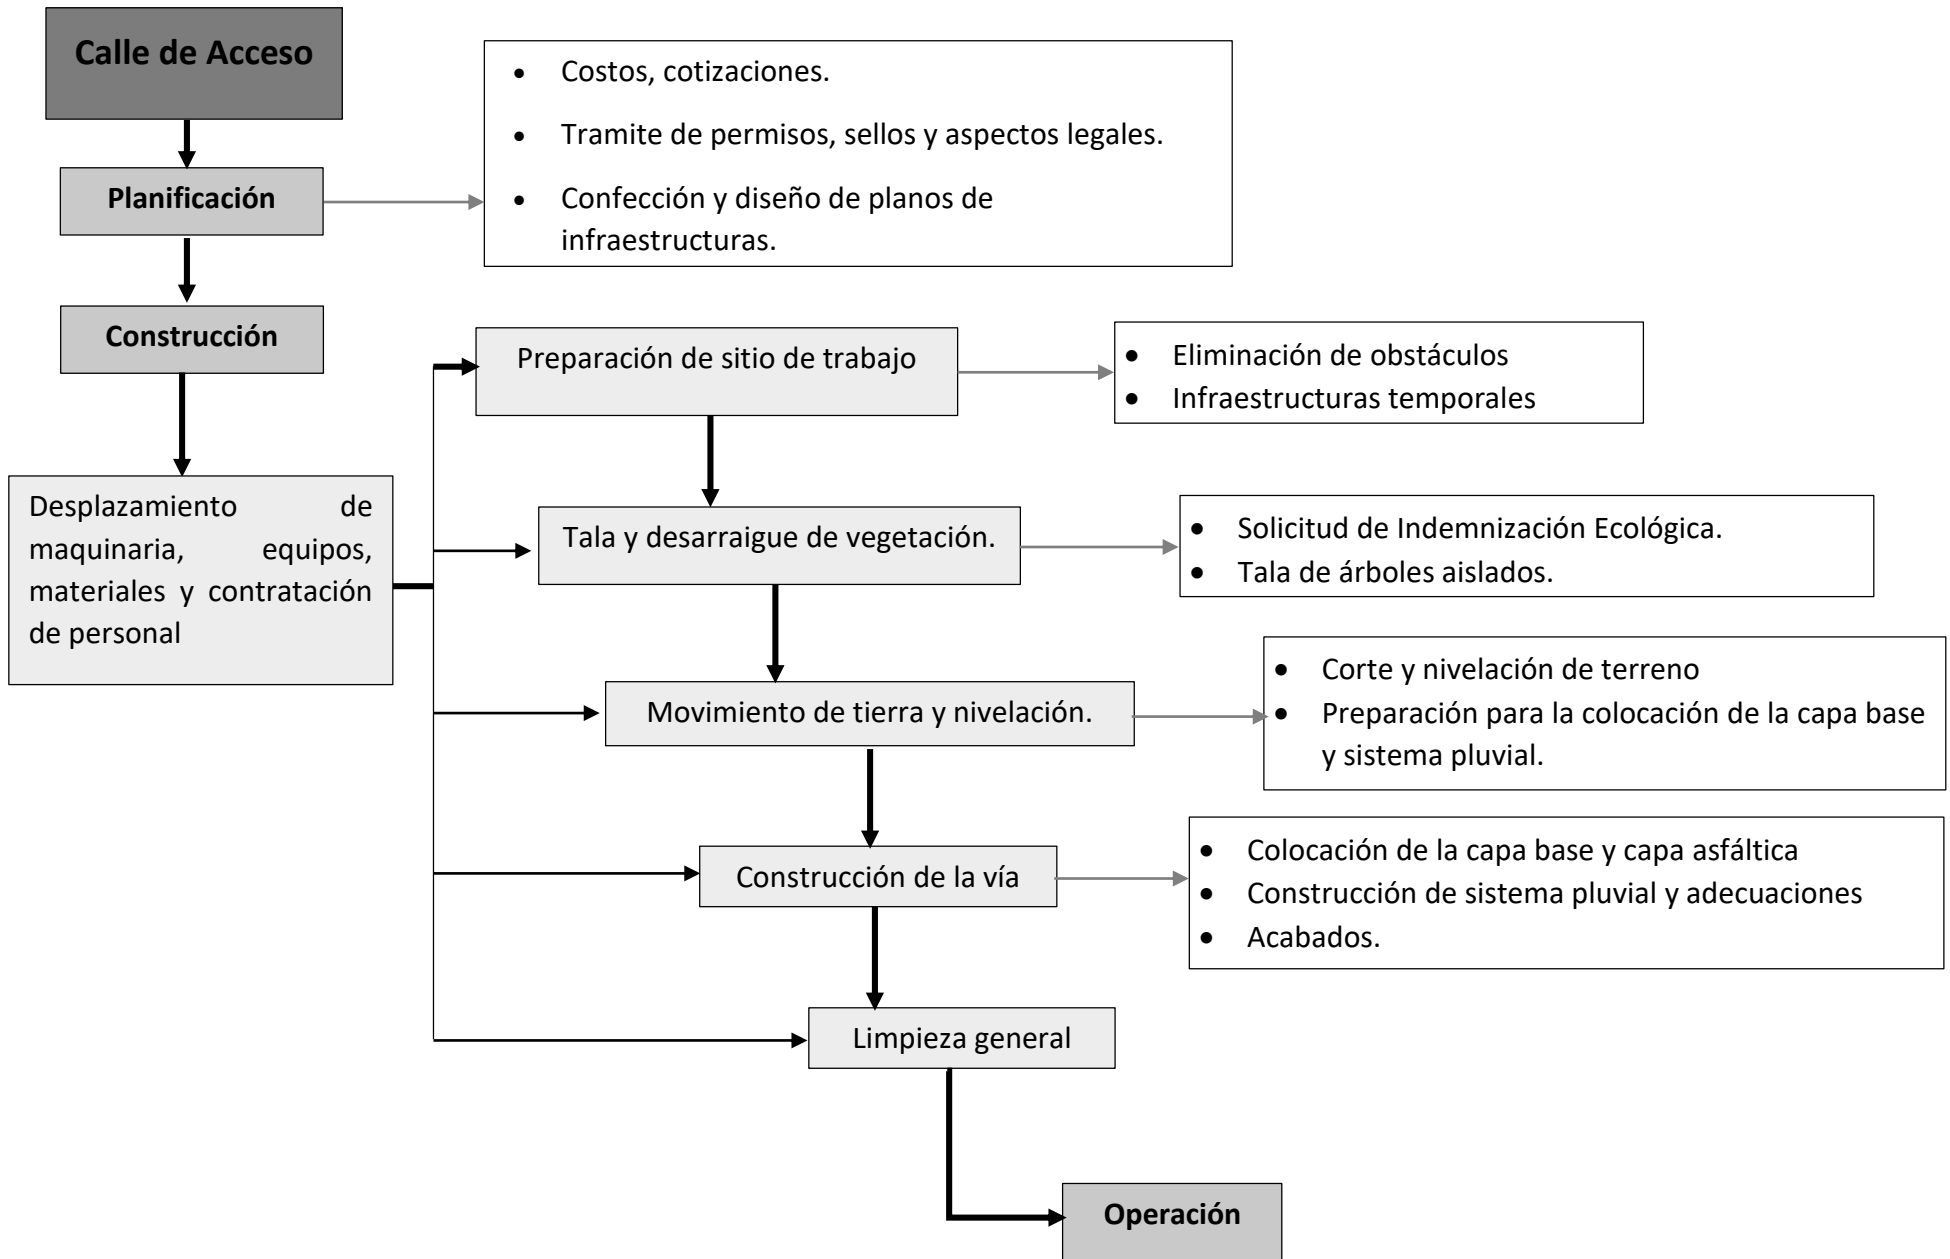 Calle de Acceso
• Costos, cotizaciones.
• Tramite de permisos, sellos y aspectos legales.
• Confección y diseño de planos de
infraestructuras.
Planificación
Construcción
Preparación de sitio de trabajo
• Eliminación de obstáculos
• Infraestructuras temporales
Desplazamiento de
maquinaria, equipos,
materiales y contratación
de personal
Tala y desarraigue de vegetación.
• Solicitud de Indemnización Ecológica.
• Tala de árboles aislados.
Movimiento de tierra y nivelación.
• Corte y nivelación de terreno
• Preparación para la colocación de la capa base
y sistema pluvial.
Construcción de la vía
• Colocación de la capa base y capa asfáltica
• Construcción de sistema pluvial y adecuaciones
• Acabados.
Limpieza general
Operación